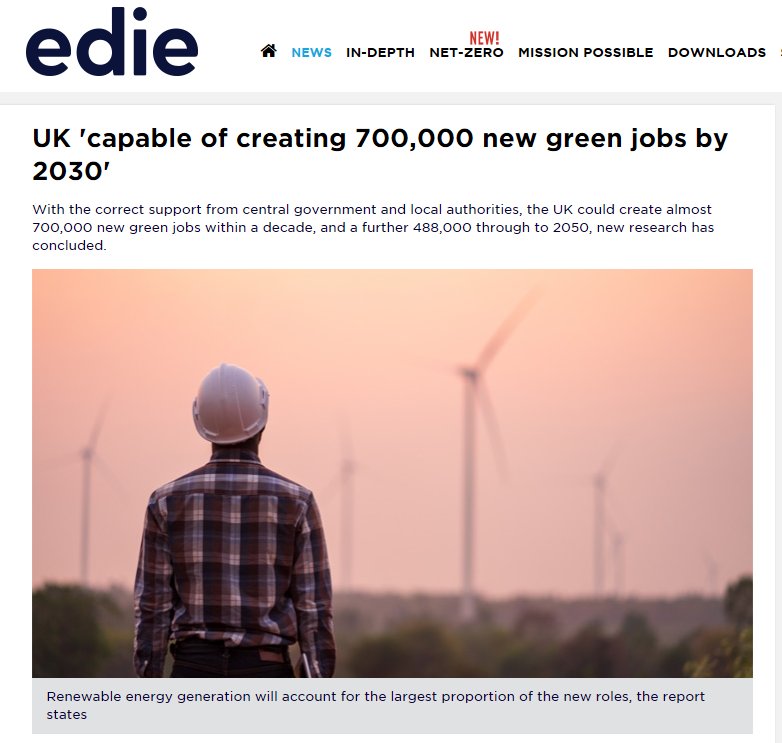 edie
NEW!
NEWS IN-DEPTH NET-ZERO MISSION POSSIBLE DOWNLOADS
UK 'capable of creating 700,000 new green jobs by
2030'
With the correct support from central government and local authorities, the UK could create almost
700,000 new green jobs within a decade, and a further 488,000 through to 2050, new research has
concluded.
Renewable energy generation will account for the largest proportion of the new roles, the report
states